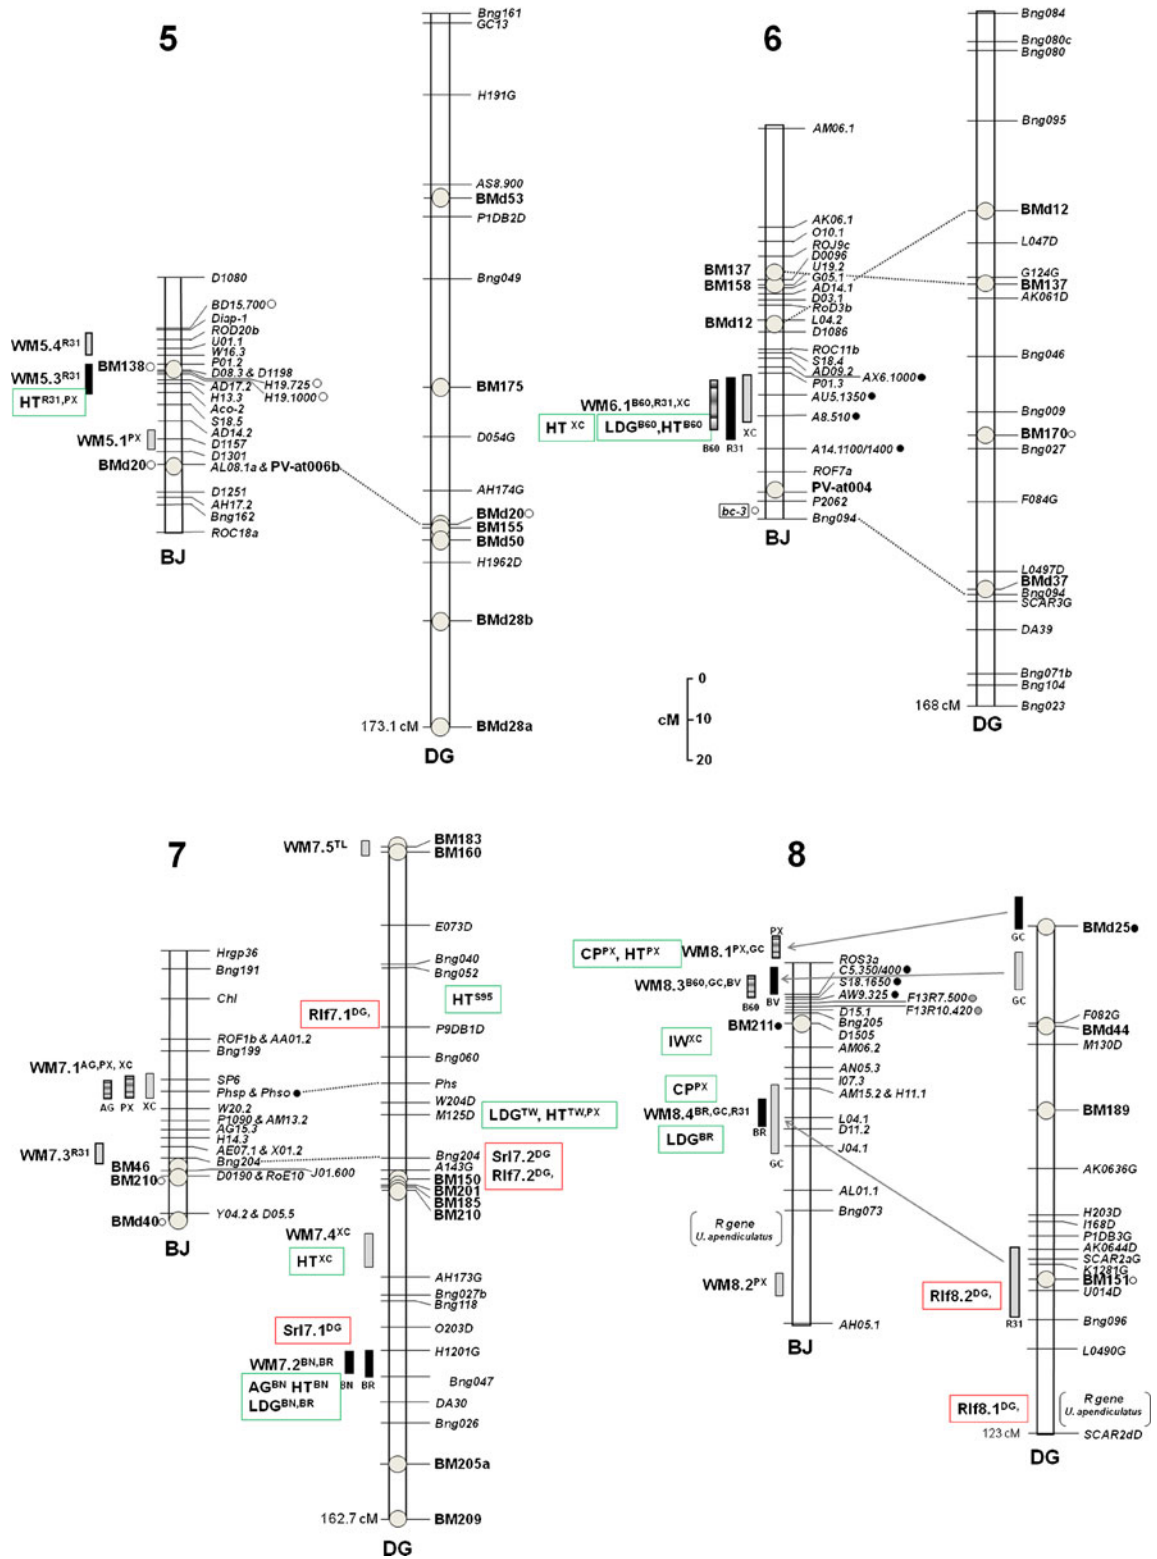 5
Bng161
GC13
H191G
AS8.900
BMd53
P1DB2D
Bng049
BM175
D054G
AH174G
BMd20
BM155
BMd50
H1962D
BMd28b
173.1 cM
BMd28a
DG
D1080
BD15.700
Diap-1
ROD20b
U01.1
W16.3
P01.2
BM138
D08.3 & D1198
H19.725
AD17.2
H19.1000
H13.3
Aco-2
S18.5
AD14.2
D1157
D1301
BMd20
AL08.1a & PV-at006b
D1251
AH17.2
Bng162
ROC18a
BJ
WM5.4R31
WM5.3R31
HTR31,PX
WM5.1PX
6
Bng084
Bng080c
Bng080
Bng095
BMd12
L047D
G124G
BM137
AK061D
Bng046
Bng009
BM170
Bng027
F084G
L0497D
BMd37
Bng094
SCAR3G
DA39
Bng071b
Bng104
168 cM
Bng023
DG
AM06.1
AK06.1
O10.1
ROJ9c
D0096
BM137
U19.2
G05.1
BM158
AD14.1
D03.1
RoD3b
BMd12
L04.2
D1086
ROC11b
S18.4
AD09.2
P01.3
AX6.1000
AU5.1350
A8.510
A14.1100/1400
ROF7a
PV-at004
P2062
bc-3
Bng094
BJ
WM6.1B60,R31,XC
HT XC
LDGB60,HTB60
B60
R31
XC
0
cM
10
20
7
WM7.5TL
BM183
BM160
E073D
Bng040
Bng052
HTS95
Rlf7.1DG,
P9DB1D
Bng060
Phs
W204D
M125D
LDGTW, HTTW,PX
Bng204
A143G
Srl7.2DG
Rlf7.2DG,
BM150
BM201
BM185
BM210
AH173G
Bng027b
Bng118
O203D
H1201G
Bng047
DA30
Bng026
BM205a
162.7 cM
BM209
DG
Hrgp36
Bng191
Chl
ROF1b & AA01.2
Bng199
WM7.1AG,PX, XC
SP6
Phsp & Phso
AG
PX
XC
W20.2
P1090 & AM13.2
AG15.3
H14.3
AE07.1 & X01.2
WM7.3R31
Bng204
BM46
J01.600
BM210
D0190 & RoE10
Y04.2 & D05.5
BMd40
BJ
WM7.4XC
HTXC
Srl7.1DG
WM7.2BN,BR
AGBN HTBN
LDGBN,BR
BN
BR
8
GC
BMd25
GC
F082G
BMd44
M130D
BM189
AK0636G
H203D
I168D
P1DB3G
AK0644D
SCAR2aG
K1281G
BM151
U014D
Rlf8.2DG,
R31
Bng096
L0490G
Rlf8.1DG,
R gene
U. apendiculatus
123 cM
SCAR2dD
DG
PX
CPPX, HTPX
WM8.1PX,GC
WM8.3B60,GC,BV
B60
BV
ROS3a
C5.350/400
S18.1650
AW9.325
F13R7.500
F13R10.420
D15.1
Bng205
BM211
D1505
AM06.2
IWXC
AN05.3
I07.3
CPPX
AM15.2 & H11.1
WM8.4BR,GC,R31
LDGBR
BR
GC
L04.1
D11.2
J04.1
AL01.1
Bng073
R gene
U. apendiculatus
WM8.2PX
AH05.1
BJ